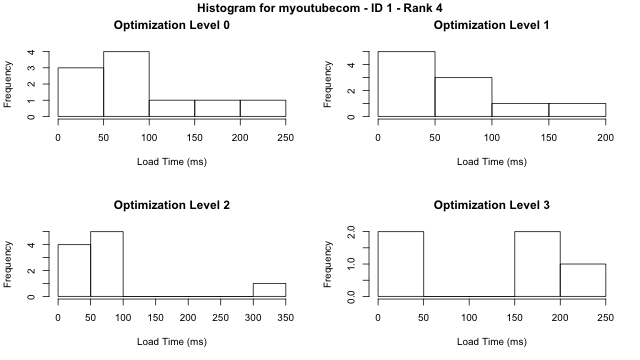 Histogram for myoutubecom - ID 1 - Rank 4
Optimization Level 0
Frequency
0 1 2 3 4
0 50 100 150 200 250
Load Time (ms)
Optimization Level 1
Frequency
0 2 4
0 50 100 150 200
Load Time (ms)
Optimization Level 2
Frequency
0 2 4
0 50 100 150 200 250 300 350
Load Time (ms)
Optimization Level 3
Frequency
0.0 1.0 2.0
0 50 100 150 200 250
Load Time (ms)